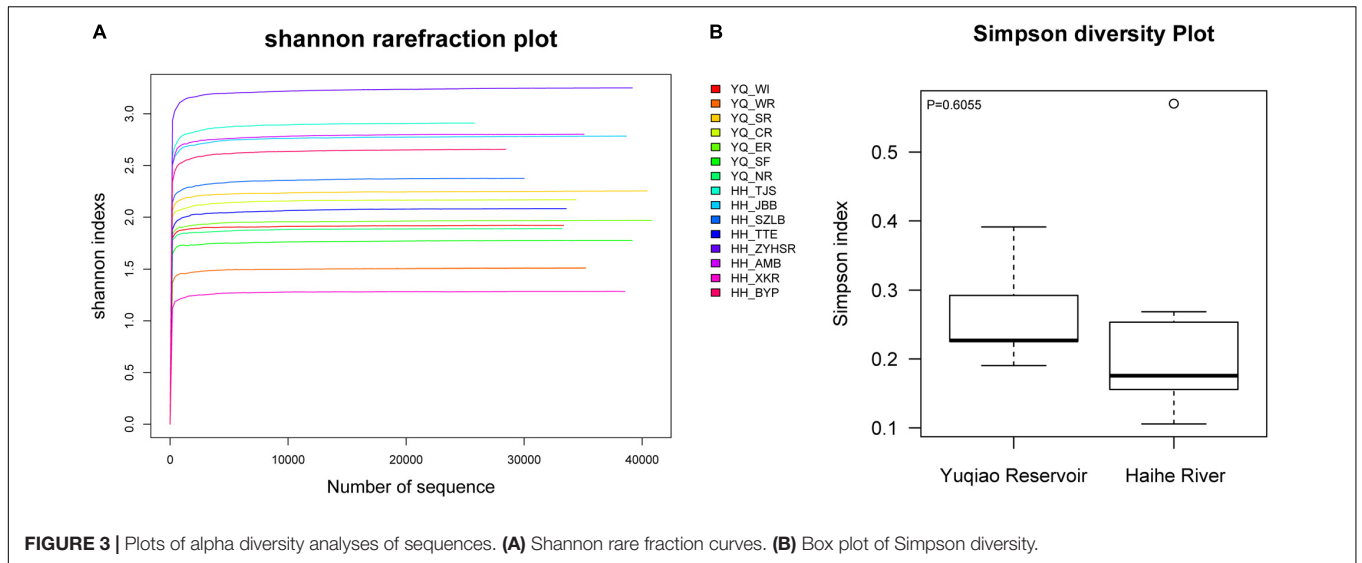 A
shannon rarefraction plot
shannon indexs
3.0
2.5
2.0
1.5
1.0
0.5
0.0
0 10000 20000 30000 40000
Number of sequence
YQ_WI
YQ_WR
YQ_SR
YQ_CR
YQ_ER
YQ_SF
YQ_NR
HH_TJS
HH_JBB
HH_SZLB
HH_TTE
HH_ZYHSR
HH_AMB
HH_XKR
HH_BYP
B
Simpson diversity Plot
P=0.6055
Simpson index
0.5
0.4
0.3
0.2
0.1
Yuqiao Reservoir Haihe River
FIGURE 3 | Plots of alpha diversity analyses of sequences. (A) Shannon rare fraction curves. (B) Box plot of Simpson diversity.